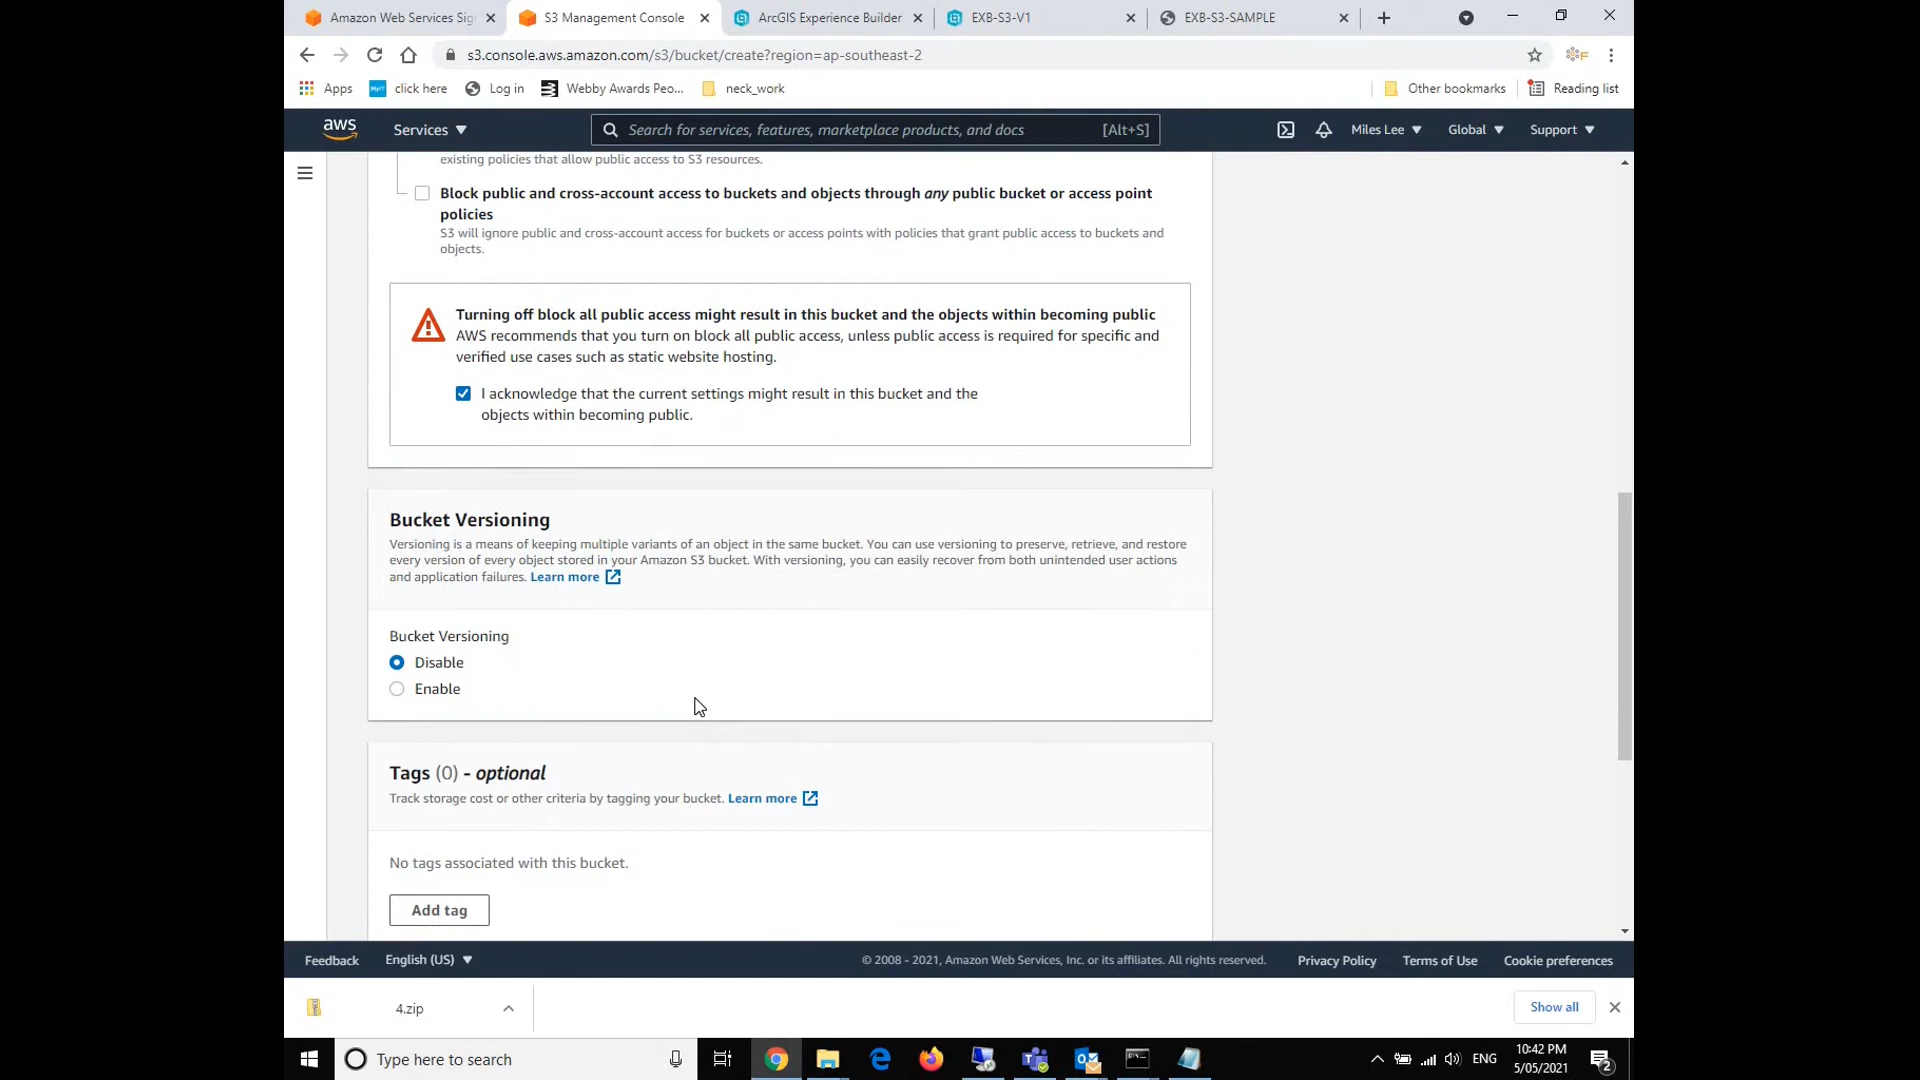 Amazon Web Services Sig
S3 Management Console
ArcGIS Experience Builder
EXB-S3-V1
EXB-S3-SAMPLE
s3.console.aws.amazon.com/s3/bucket/create?region=ap-southeast-2
Apps
click here
Log in
Webby Awards Peo...
neck_work
Other bookmarks
Reading list
aws
Services
Search for services, features, marketplace products, and docs
[Alt+S]
Miles Lee
Global
Support
existing policies that allow public access to S3 resources.
Block public and cross-account access to buckets and objects through any public bucket or access point
policies
S3 will ignore public and cross-account access for buckets or access points with policies that grant public access to buckets and
objects.
Turning off block all public access might result in this bucket and the objects within becoming public
AWS recommends that you turn on block all public access, unless public access is required for specific and
verified use cases such as static website hosting.
I acknowledge that the current settings might result in this bucket and the
objects within becoming public.
Bucket Versioning
Versioning is a means of keeping multiple variants of an object in the same bucket. You can use versioning to preserve, retrieve, and restore
every version of every object stored in your Amazon S3 bucket. With versioning, you can easily recover from both unintended user actions
and application failures. Learn more
Bucket Versioning
Disable
Enable
Tags (0) - optional
Track storage cost or other criteria by tagging your bucket. Learn more
No tags associated with this bucket.
Add tag
Feedback
English (US)
© 2008 - 2021, Amazon Web Services, Inc. or its affiliates. All rights reserved.
Privacy Policy
Terms of Use
Cookie preferences
4.zip
Show all
Type here to search
ENG
10:42 PM
5/05/2021
2